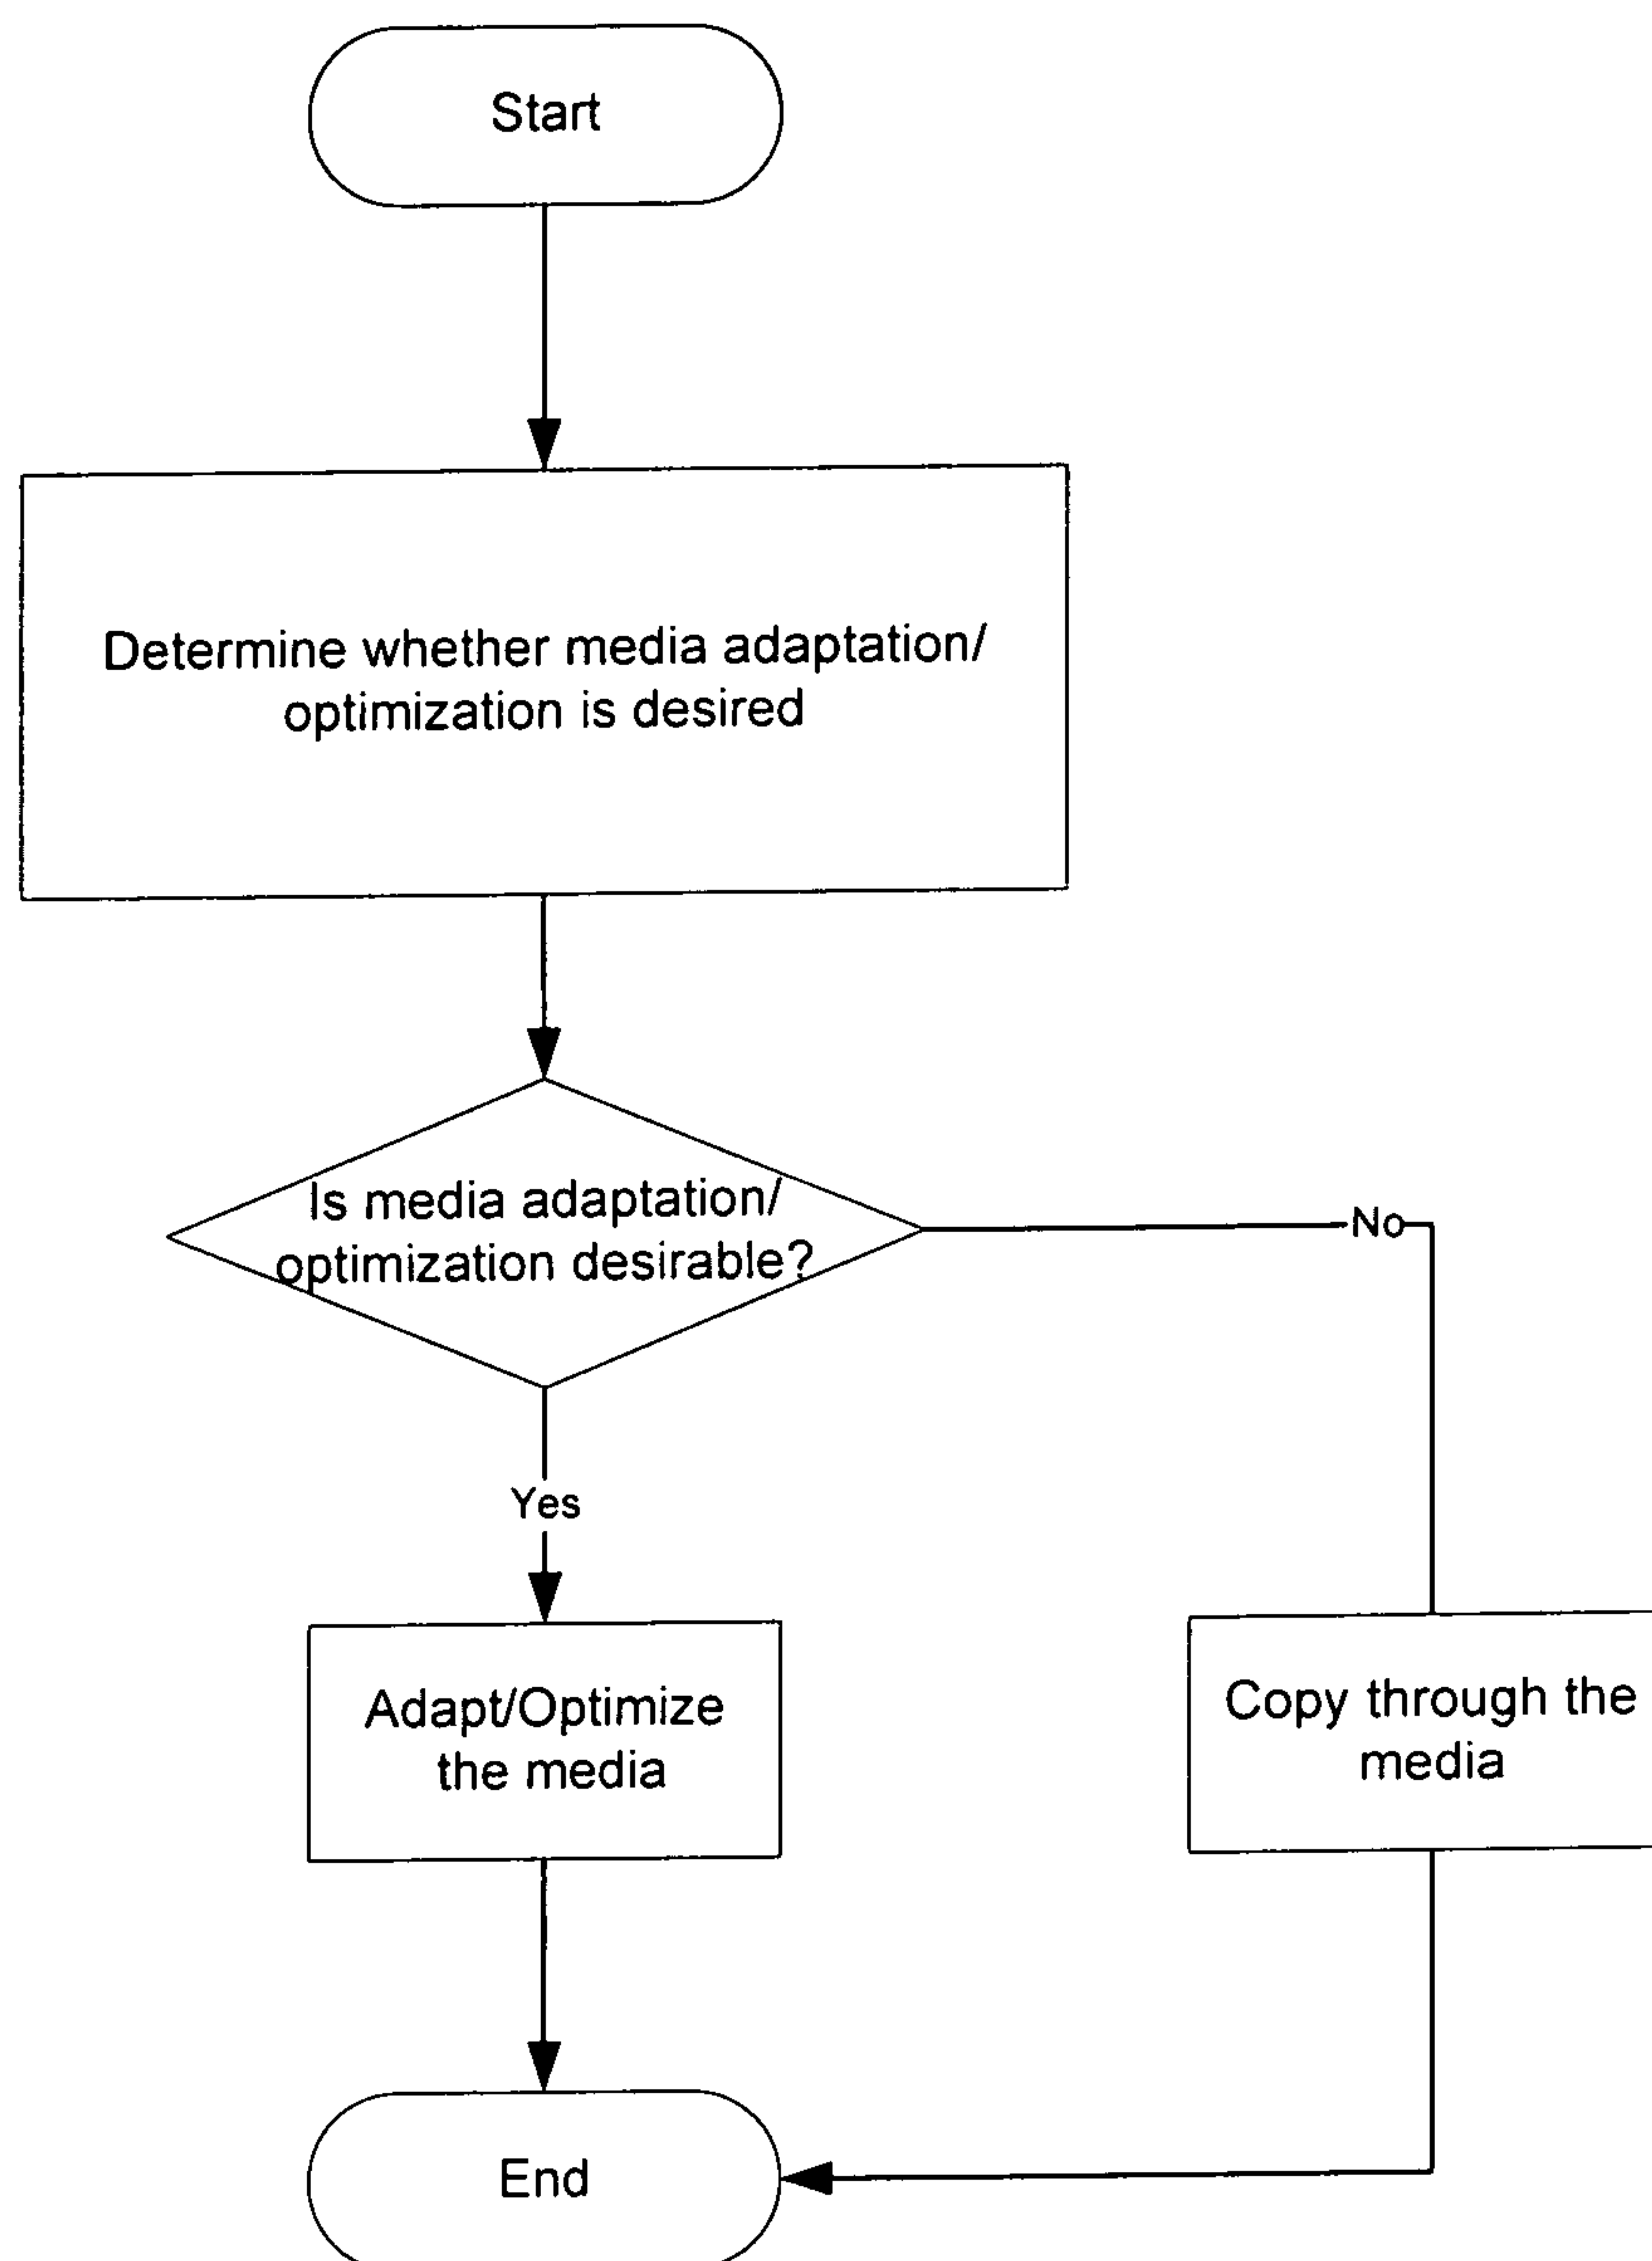 Start
Determine whether media adaptation/
optimization is desired
Is media adaptation/
optimization desirable?
No
Yes
Adapt/Optimize
the media
Copy through the
media
End